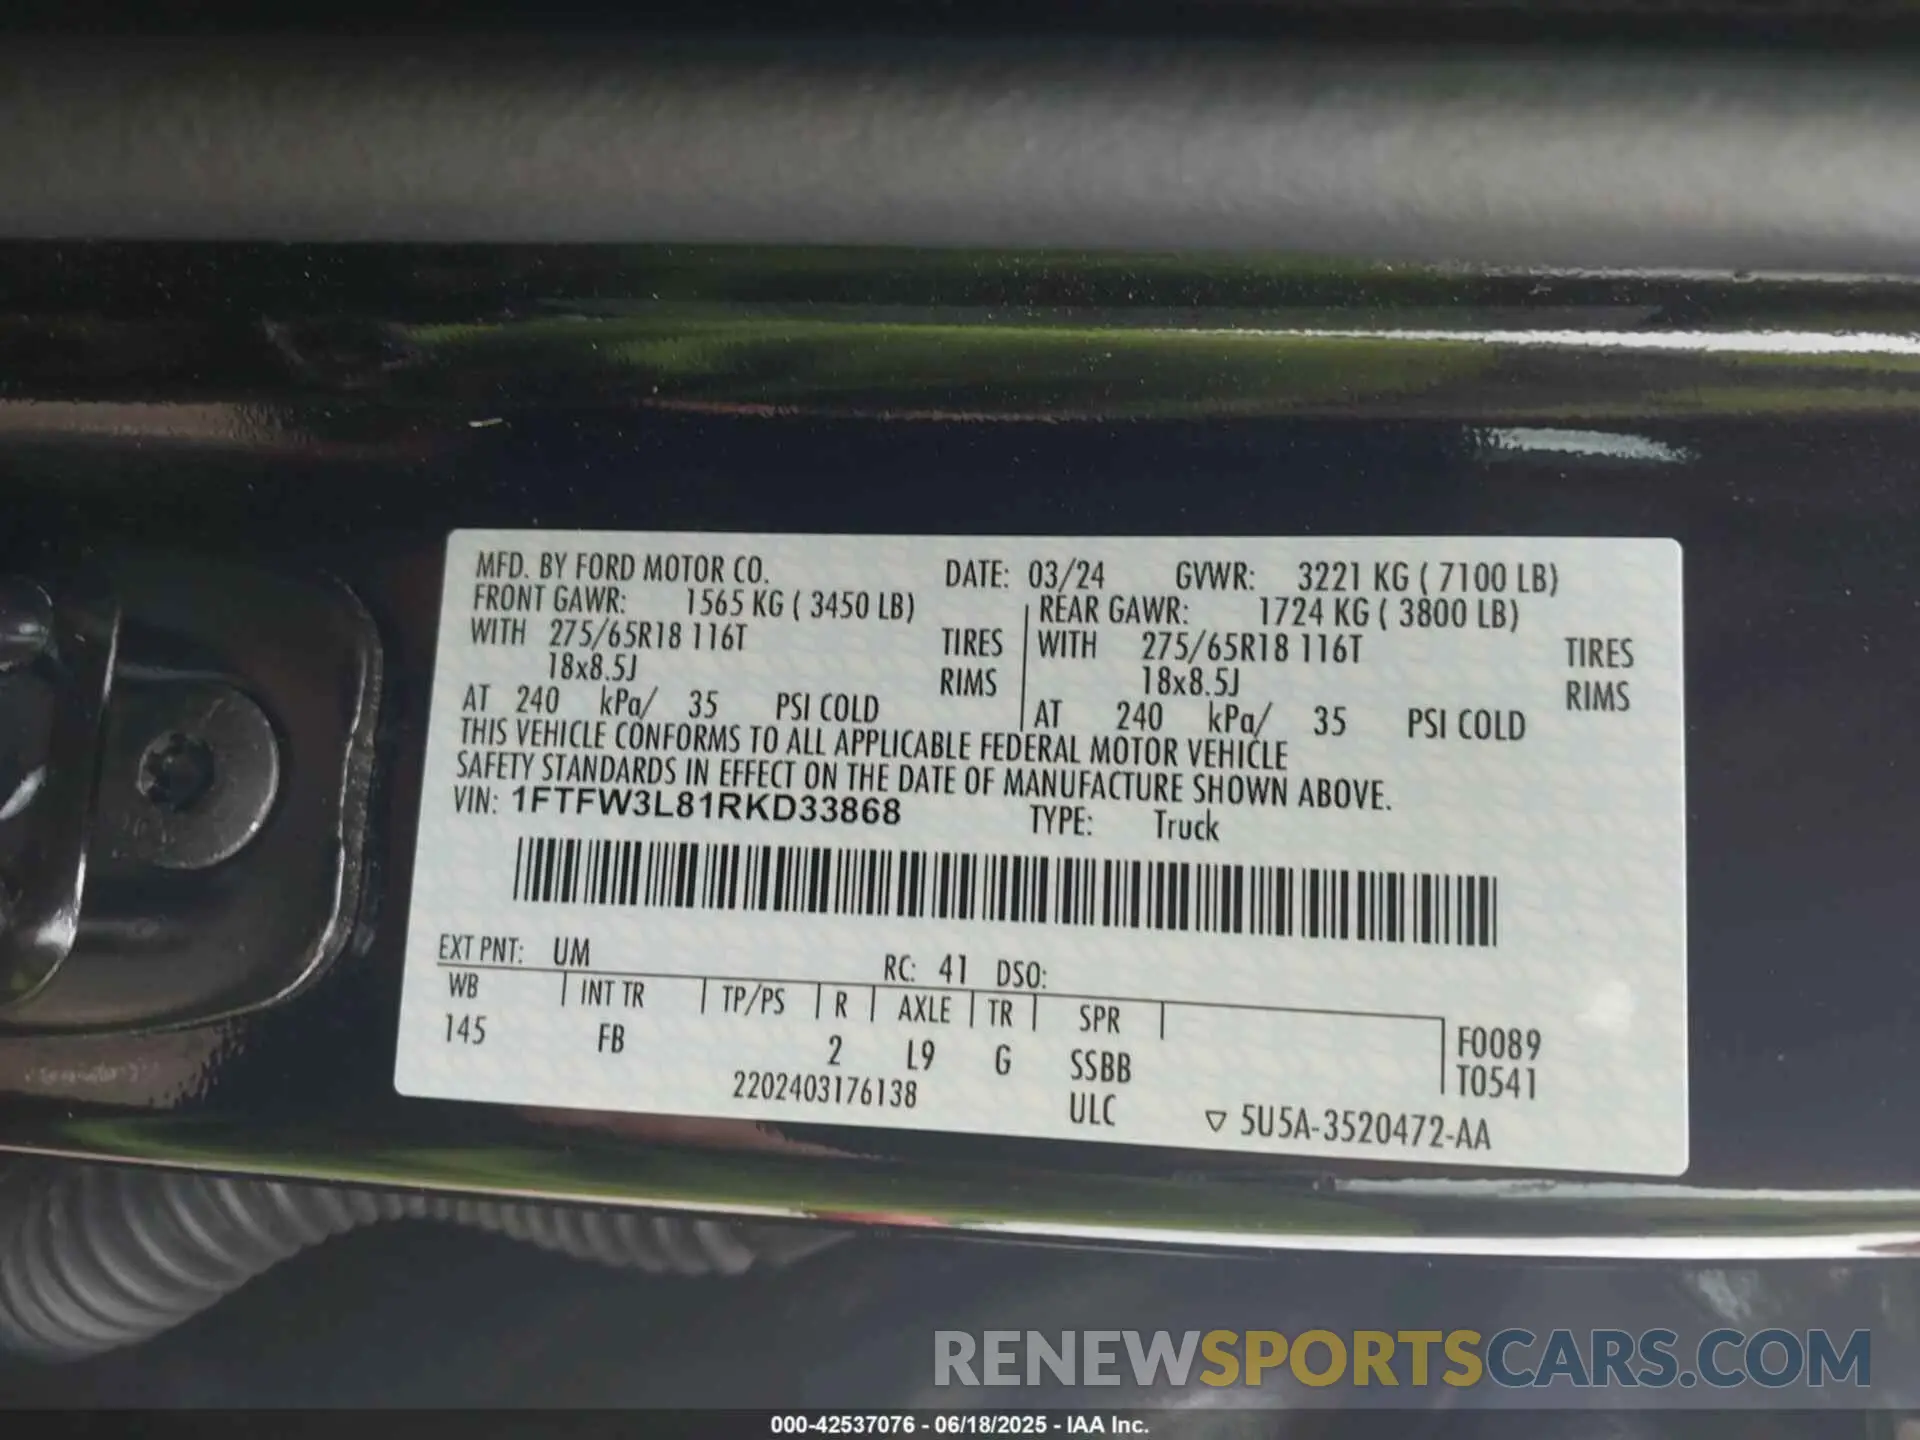 MFD. BY FORD MOTOR CO. DATE: 03/24 GVWR: 3221 KG ( 7100 LB)
FRONT GAWR: 1565 KG ( 3450 LB) REAR GAWR: 1724 KG ( 3800 LB)
WITH 275/65R18 116T TIRES WITH 275/65R18 116T TIRES
18x8.5J RIMS 18x8.5J RIMS
AT 240 kPa/ 35 PSI COLD AT 240 kPa/ 35 PSI COLD
THIS VEHICLE CONFORMS TO ALL APPLICABLE FEDERAL MOTOR VEHICLE
SAFETY STANDARDS IN EFFECT ON THE DATE OF MANUFACTURE SHOWN ABOVE.
VIN: 1FTFW3L81RKD33868 TYPE: Truck
EXT PNT: UM RC: 41 DSO:
WB INT TR TP/PS R AXLE TR SPR F0089
145 FB 2 L9 G SSBB T0541
2202403176138 ULC ▽ 5U5A-3520472-AA
RENEWSPORTSCARS.COM
000-42537076 - 06/18/2025 - IAA Inc.